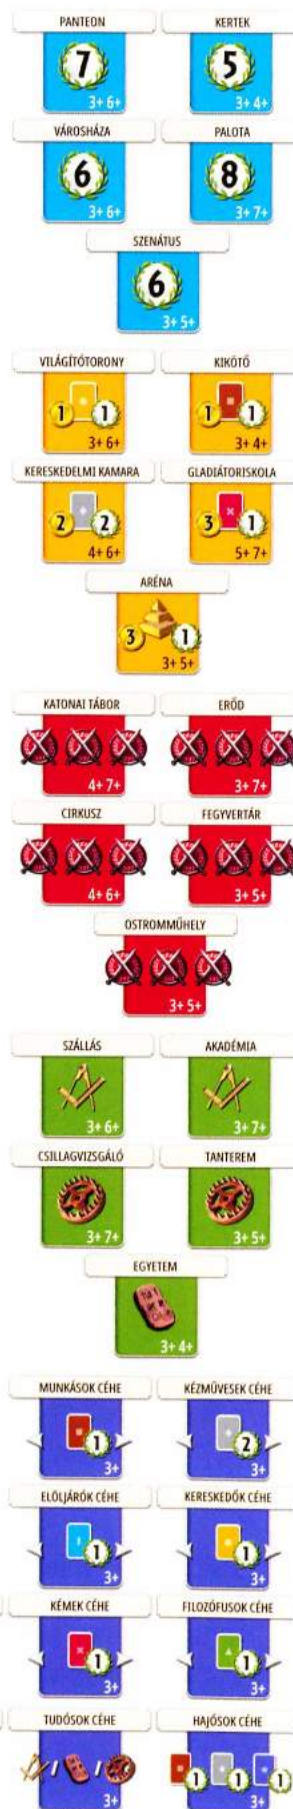 PANTEON KERTEK
7 5
3+ 6+ 3+ 4+
VÁROSHÁZA PALOTA
6 8
3+ 6+ 3+ 7+
SZENÁTUS
6
3+ 5+
VILÁGÍTÓTORONY KIKÖTŐ
1 1 1 1
3+ 6+ 3+ 4+
KERESKEDELMI KAMARA GLADIÁTORISKOLA
2 2 3 1
4+ 6+ 5+ 7+
ARÉNA
3 1
3+ 5+
KATONAI TÁBOR ERŐD
4+ 7+ 3+ 7+
CIRKUSZ FEGYVERTÁR
4+ 6+ 3+ 5+
OSTROMMŰHELY
3+ 5+
SZÁLLÁS AKADÉMIA
3+ 6+ 3+ 7+
CSILLAGVIZSGÁLÓ TANTEREM
3+ 7+ 3+ 5+
EGYETEM
3+ 4+
MUNKÁSOK CÉHE KÉZMŰVESEK CÉHE
1 2
3+ 3+
ELÖLJÁRÓK CÉHE KERESKEDŐK CÉHE
1 1
3+ 3+
KÉMEK CÉHE FILOZÓFUSOK CÉHE
1 1
3+ 3+
TUDÓSOK CÉHE HAJÓSOK CÉHE
/ / 1 1 1
3+ 3+